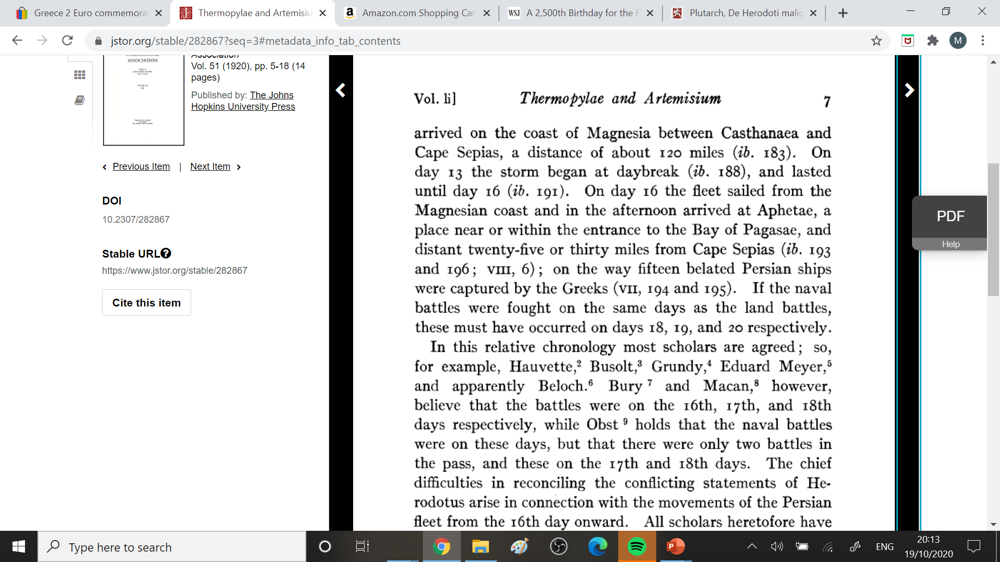 Greece 2 Euro commemora
Thermopylae and Artemisiu
Amazon.com Shopping Car
WSJ
A 2,500th Birthday for the F
Plutarch, De Herodoti malig
jstor.org/stable/282867?seq=3#metadata_info_tab_contents
M
ASSOCIATION
Association
Vol. 51 (1920), pp. 5-18 (14
pages)
Published by: The Johns
Hopkins University Press
Previous Item | Next Item
DOI
10.2307/282867
Stable URL
https://www.jstor.org/stable/282867
Cite this item
Vol. li] Thermopylae and Artemisium 7
arrived on the coast of Magnesia between Casthanaea and
Cape Sepias, a distance of about 120 miles (ib. 183). On
day 13 the storm began at daybreak (ib. 188), and lasted
until day 16 (ib. 191). On day 16 the fleet sailed from the
Magnesian coast and in the afternoon arrived at Aphetae, a
place near or within the entrance to the Bay of Pagasae, and
distant twenty-five or thirty miles from Cape Sepias (ib. 193
and 196; VIII, 6); on the way fifteen belated Persian ships
were captured by the Greeks (VII, 194 and 195). If the naval
battles were fought on the same days as the land battles,
these must have occurred on days 18, 19, and 20 respectively.
In this relative chronology most scholars are agreed; so,
for example, Hauvette,² Busolt,³ Grundy,⁴ Eduard Meyer,⁵
and apparently Beloch.⁶ Bury ⁷ and Macan,⁸ however,
believe that the battles were on the 16th, 17th, and 18th
days respectively, while Obst ⁹ holds that the naval battles
were on these days, but that there were only two battles in
the pass, and these on the 17th and 18th days. The chief
difficulties in reconciling the conflicting statements of He-
rodotus arise in connection with the movements of the Persian
fleet from the 16th day onward. All scholars heretofore have
PDF
Help
Type here to search
ENG
20:13
19/10/2020